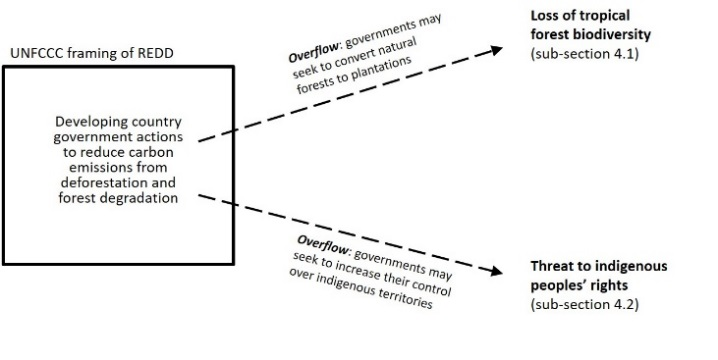 UNFCCC framing of REDD
Developing country
government actions
to reduce carbon
emissions from
deforestation and
forest degradation
Overflow: governments may
seek to convert natural
forests to plantations
Loss of tropical
forest biodiversity
(sub-section 4.1)
Overflow: governments may
seek to increase their control
over indigenous territories
Threat to indigenous
peoples’ rights
(sub-section 4.2)